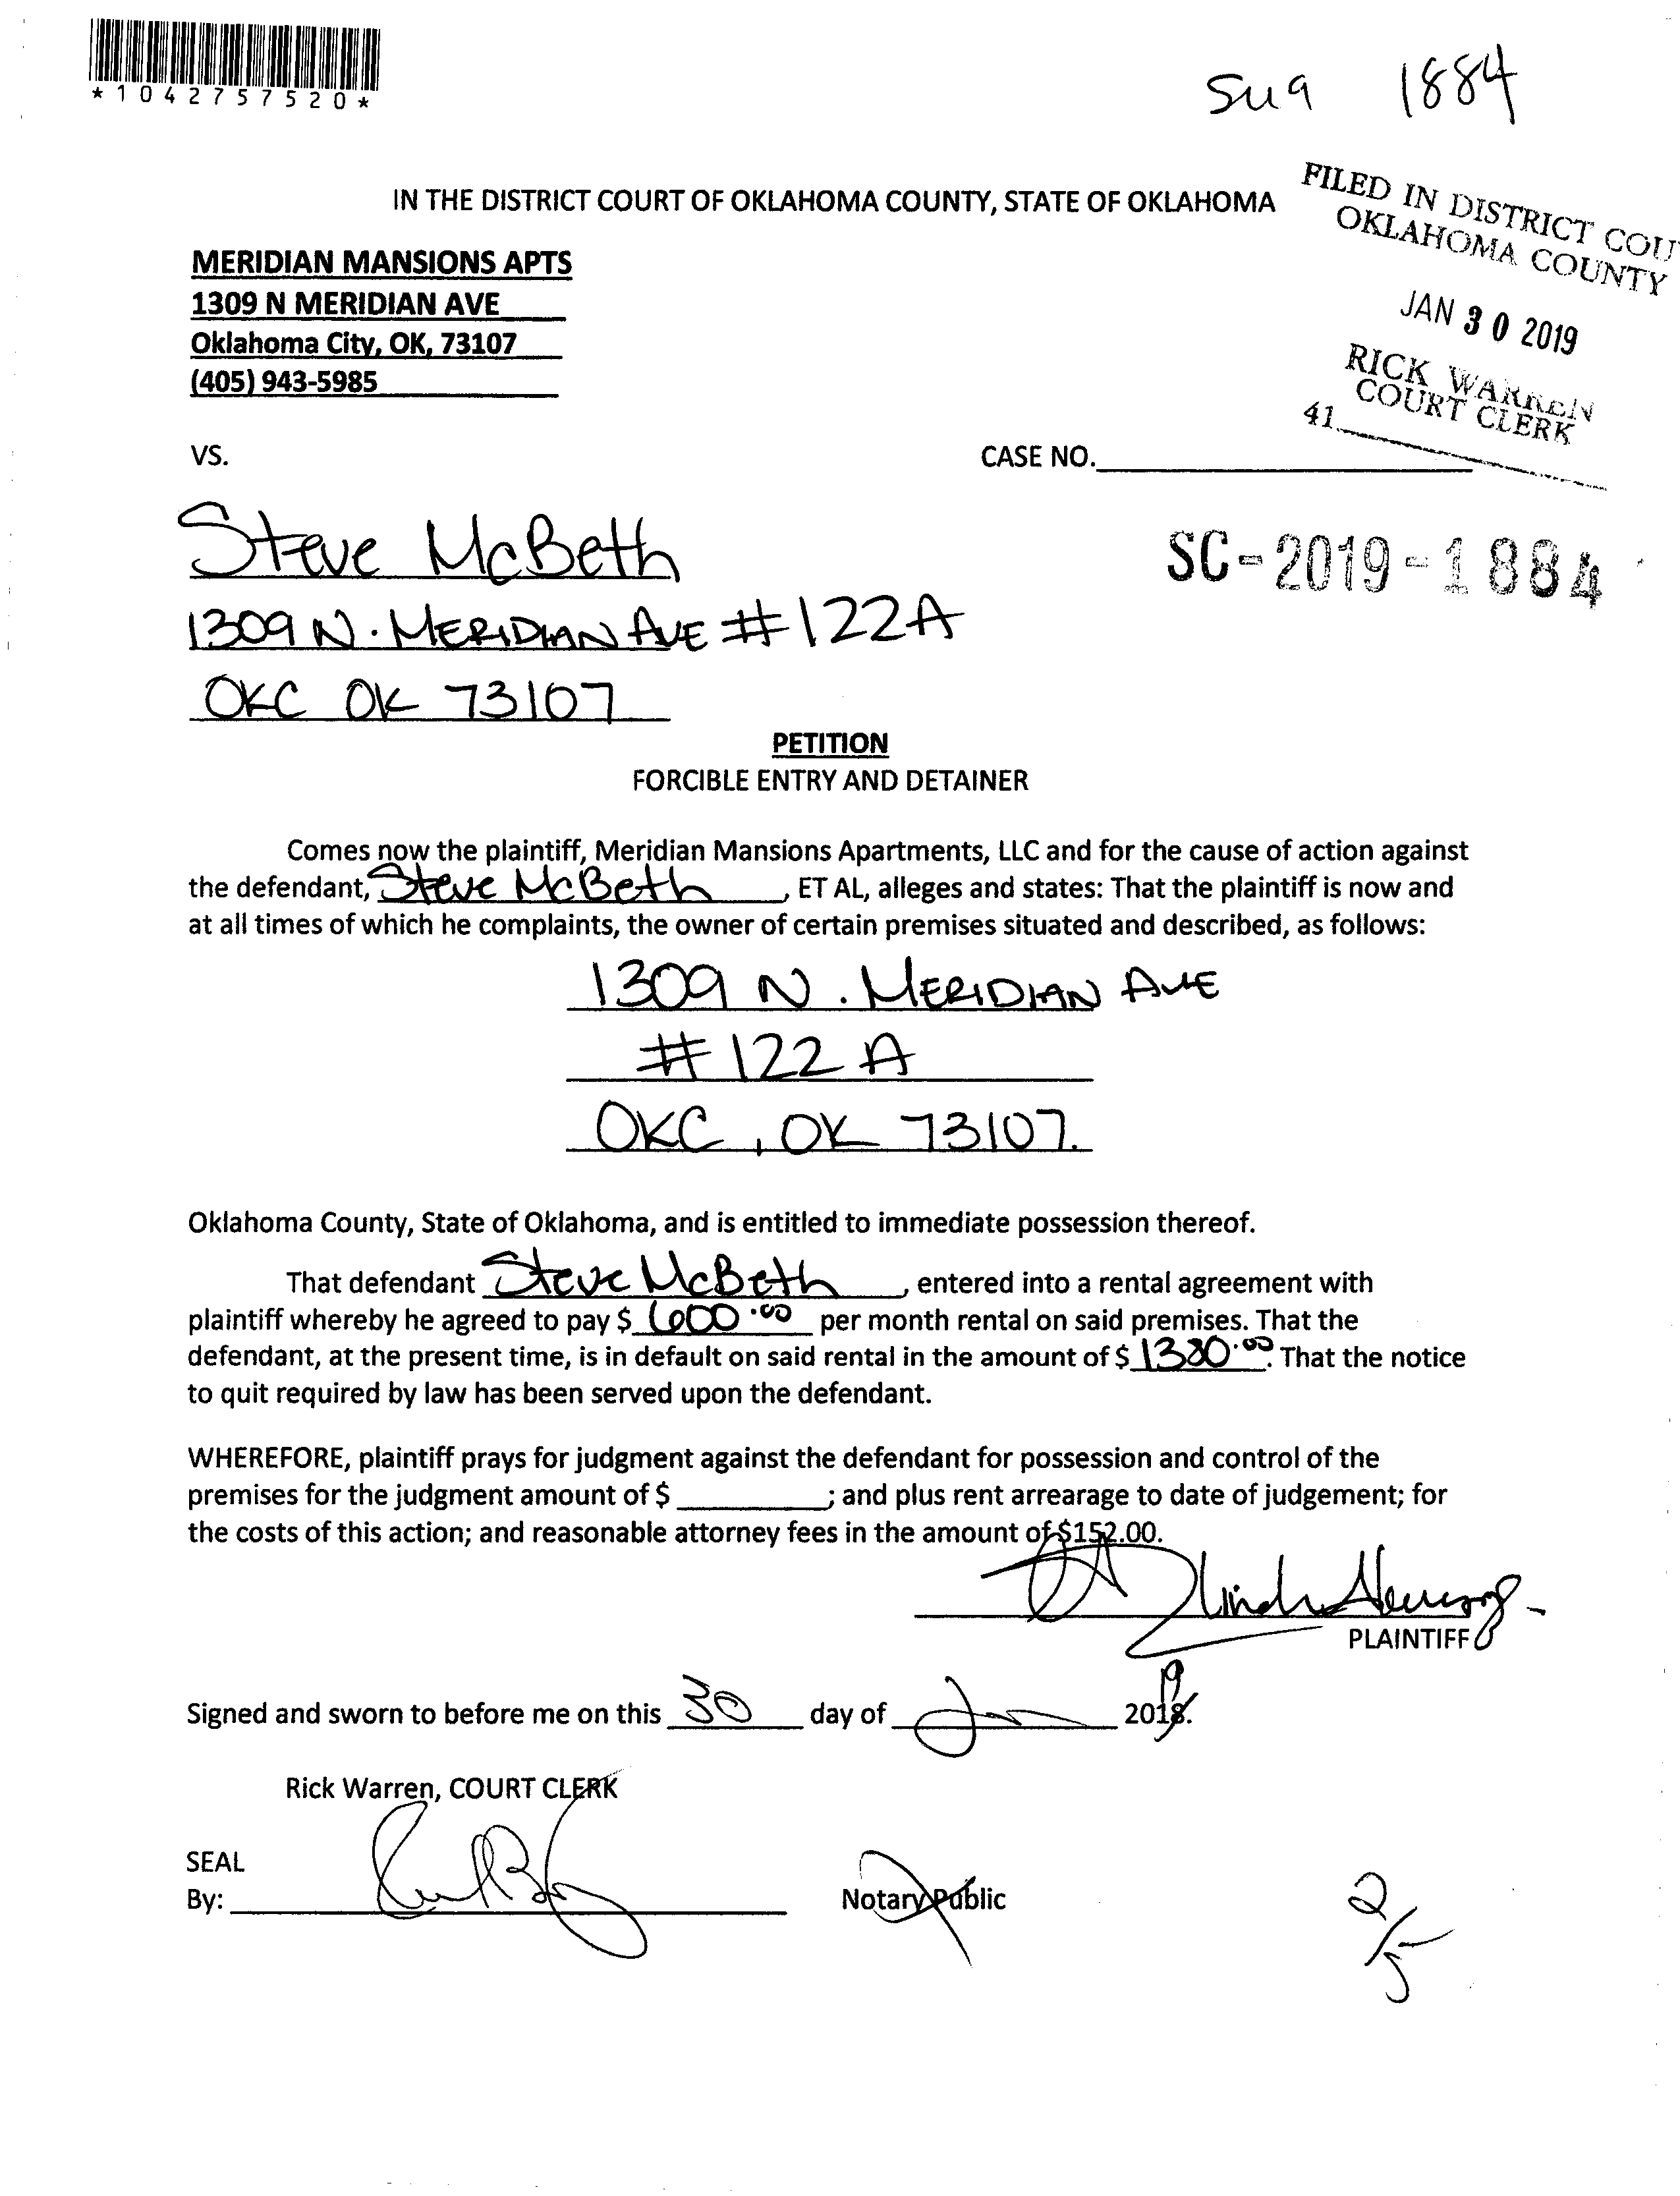 *1042757520*
1884
IN THE DISTRICT COURT OF OKLAHOMA COUNTY, STATE OF OKLAHOMA
FILED IN DISTRICT COU
OKLAHOMA COUNTY
JAN 30 2019
RICK WARREN
COURT CLERK
41
MERIDIAN MANSIONS APTS
1309 N MERIDIAN AVE
Oklahoma City, OK, 73107
(405) 943-5985
VS.
CASE NO.
SC-2019-1884
Steve McBeth
1309 N. MERIDIAN AVE #122A
OKC OK 73107
PETITION
FORCIBLE ENTRY AND DETAINER
Comes now the plaintiff, Meridian Mansions Apartments, LLC and for the cause of action against
the defendant, Steve McBeth, ET AL, alleges and states: That the plaintiff is now and
at all times of which he complaints, the owner of certain premises situated and described, as follows:
1309 N. MERIDIAN AVE
#122 A
OKC, OK 73107.
Oklahoma County, State of Oklahoma, and is entitled to immediate possession thereof.
That defendant Steve McBeth, entered into a rental agreement with
plaintiff whereby he agreed to pay $ 600.00 per month rental on said premises. That the
defendant, at the present time, is in default on said rental in the amount of $ 1380.00. That the notice
to quit required by law has been served upon the defendant.
WHEREFORE, plaintiff prays for judgment against the defendant for possession and control of the
premises for the judgment amount of $ ; and plus rent arrearage to date of judgement; for
the costs of this action; and reasonable attorney fees in the amount of $152.00.
PLAINTIFF
Signed and sworn to before me on this 30 day of Jan 2019.
Rick Warren, COURT CLERK
SEAL
By:
Notary Public
2/5